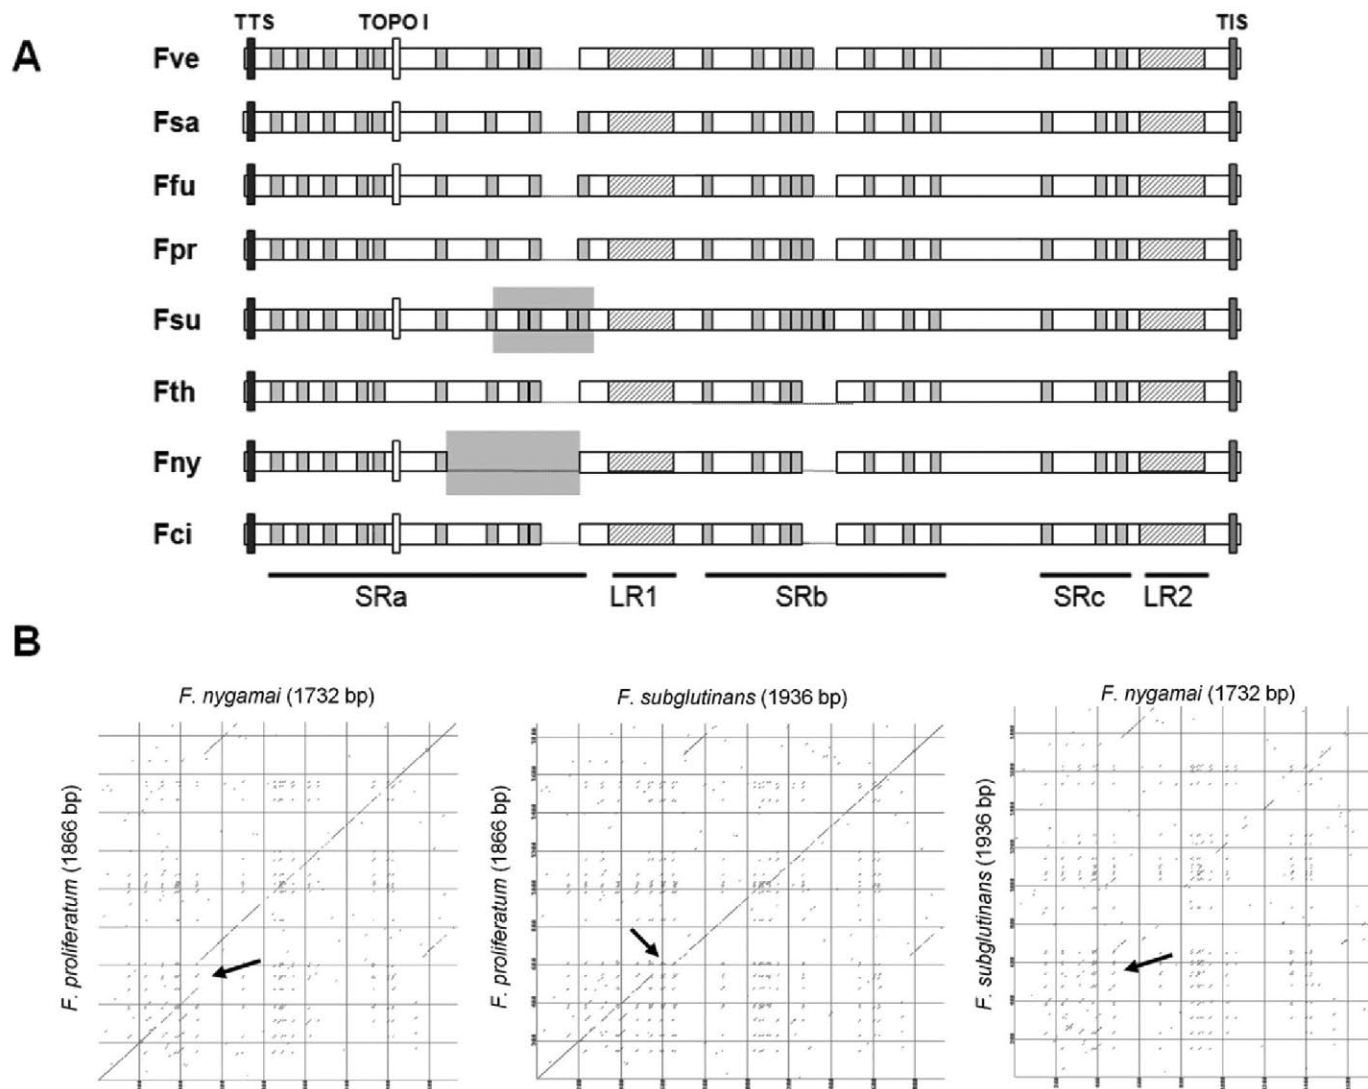 A
TTS
TOPO I
TIS
Fve
Fsa
Ffu
Fpr
Fsu
Fth
Fny
Fci
SRa
LR1
SRb
SRc
LR2
B
F. nygamai (1732 bp)
F. proliferatum (1866 bp)
F. subglutinans (1936 bp)
F. proliferatum (1866 bp)
F. nygamai (1732 bp)
F. subglutinans (1936 bp)